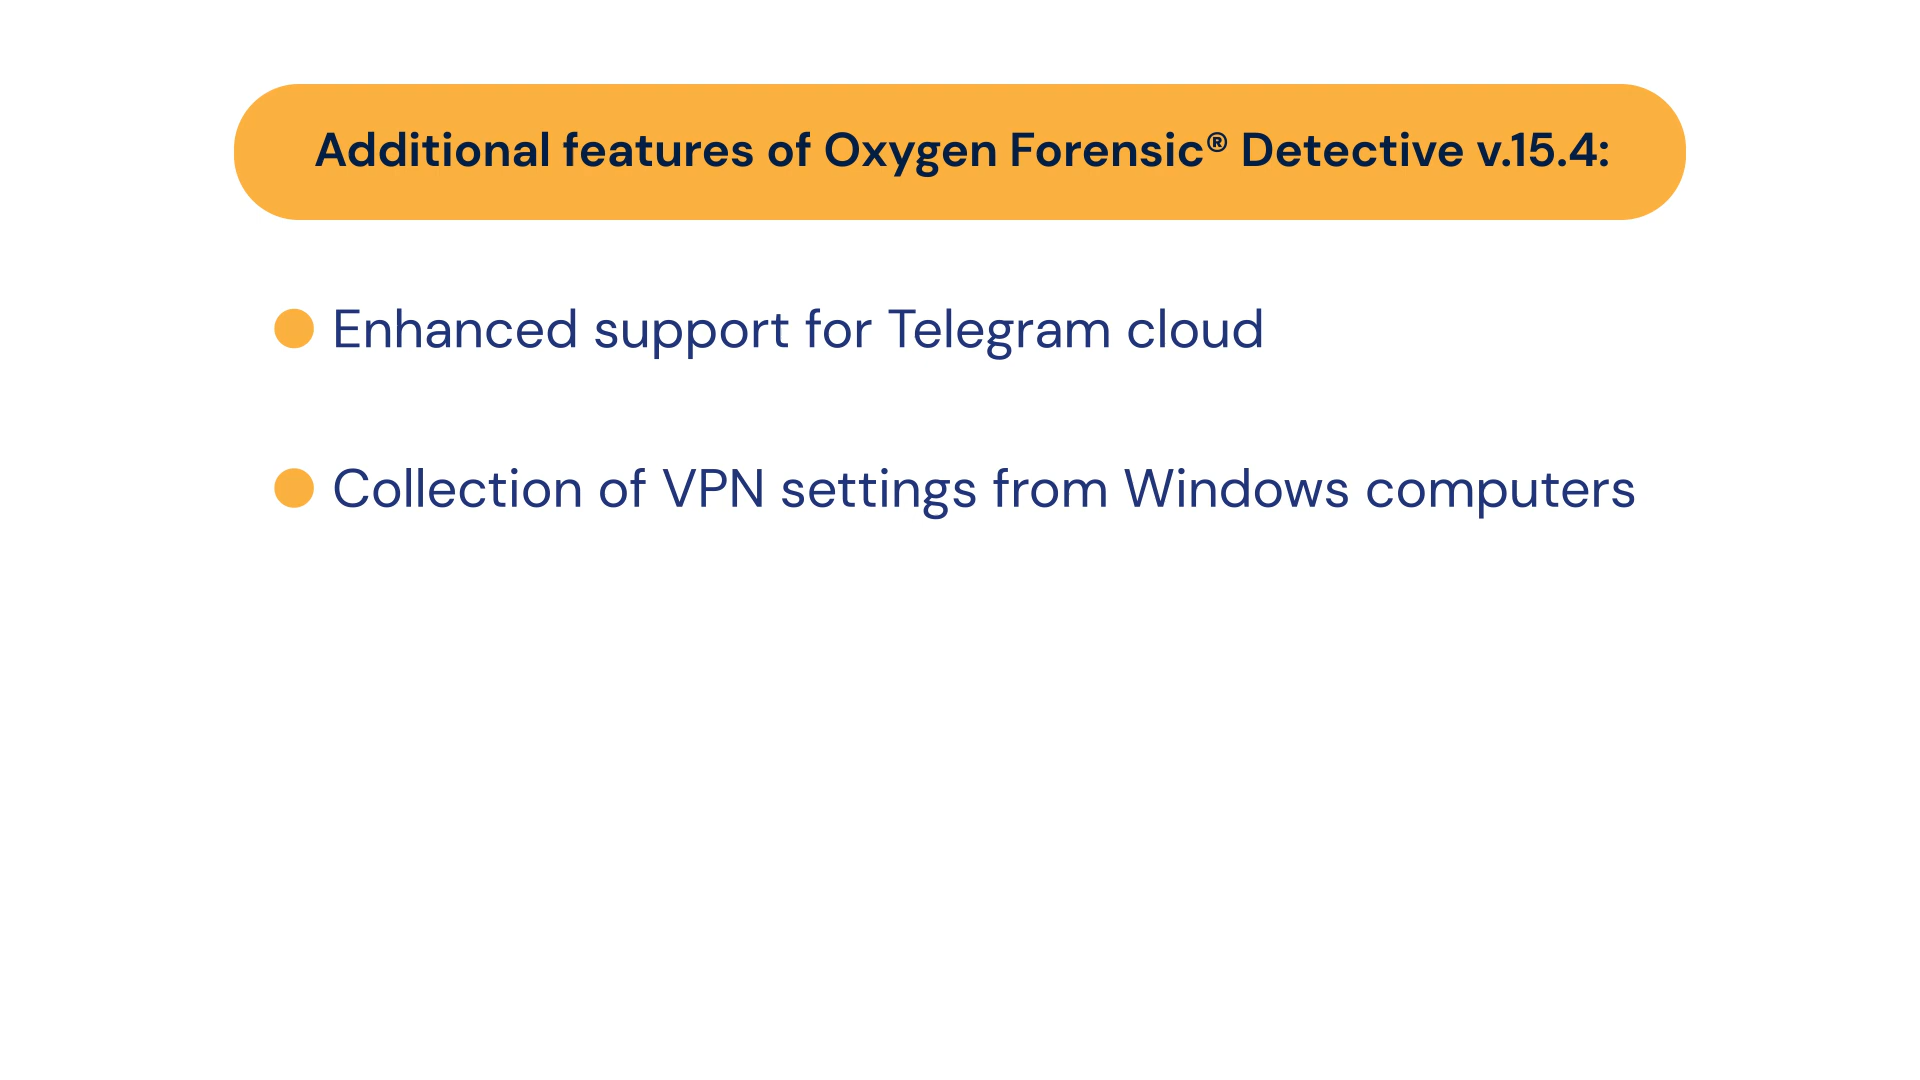 Additional features of Oxygen Forensic® Detective v.15.4:
Enhanced support for Telegram cloud
Collection of VPN settings from Windows computers